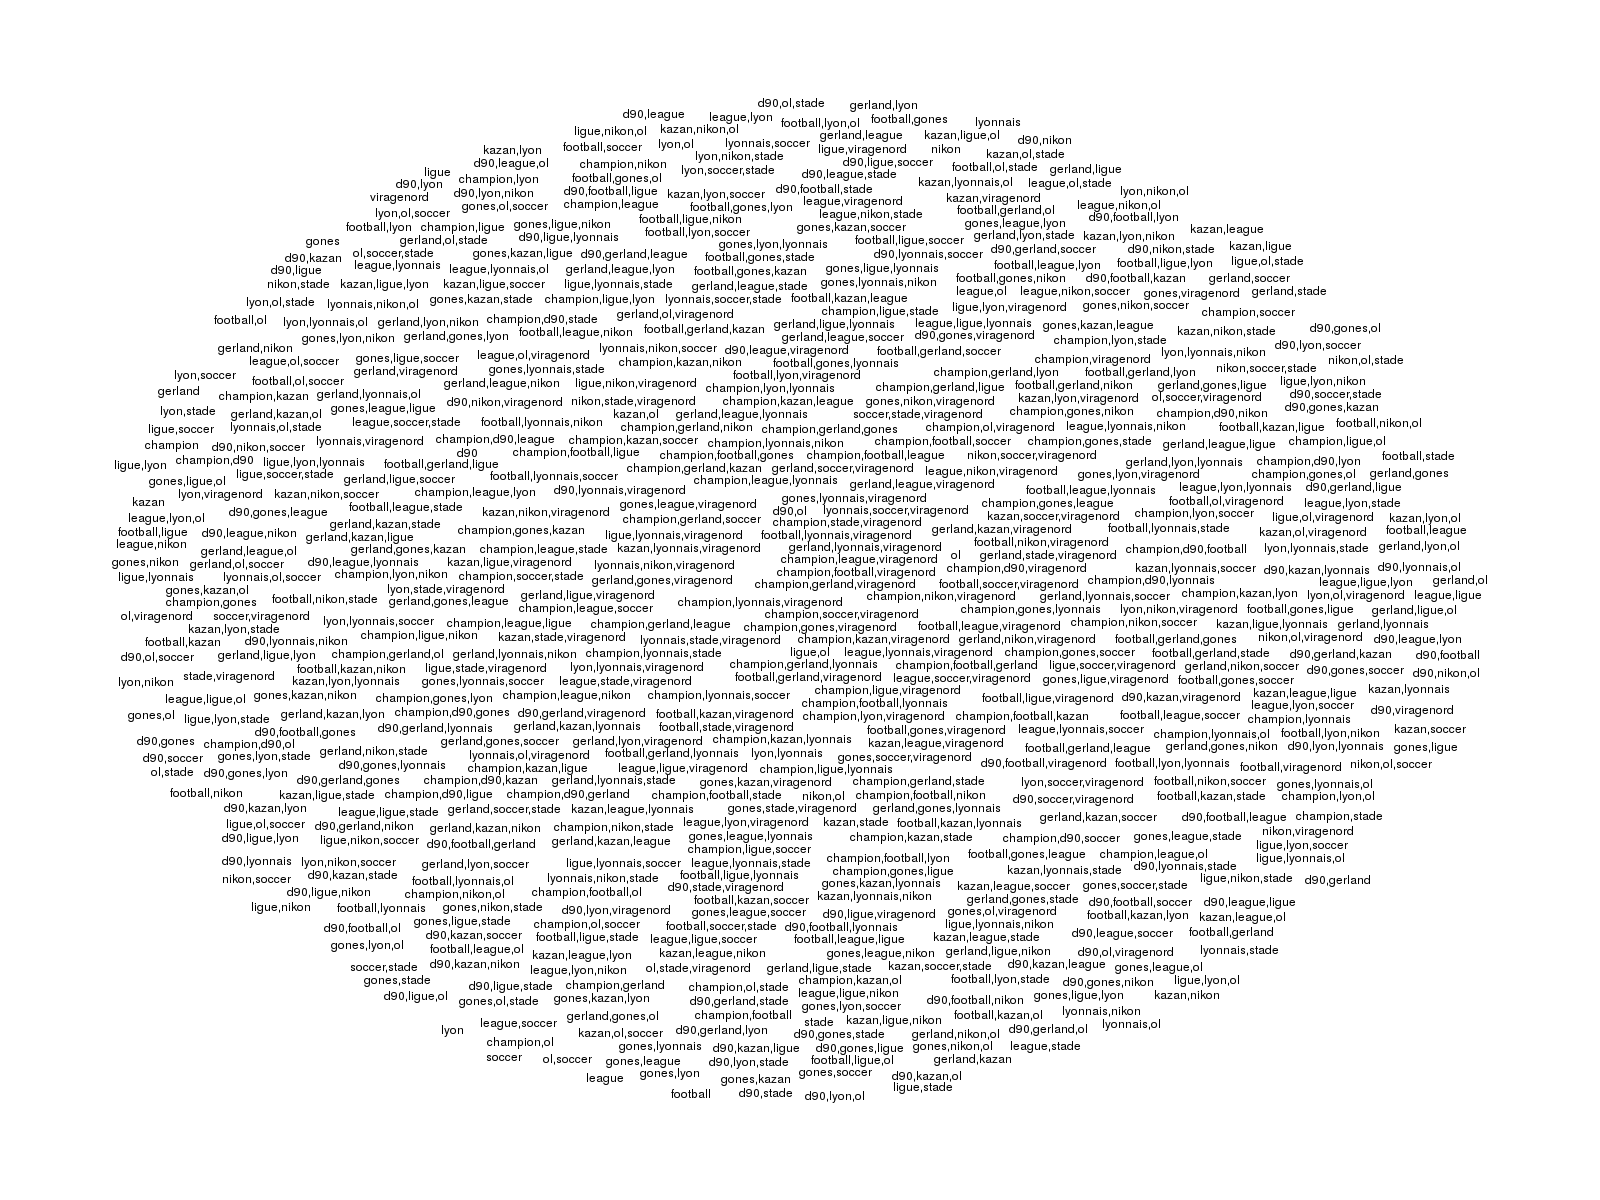 d90,ol,stade gerland,lyon
d90,league league,lyon football,lyon,ol football,gones lyonnais
ligue,nikon,ol kazan,nikon,ol gerland,league kazan,ligue,ol d90,nikon
kazan,lyon football,soccer lyon,ol lyonnais,soccer ligue,viragenord nikon kazan,ol,stade
d90,league,ol champion,nikon lyon,nikon,stade d90,ligue,soccer football,ol,stade gerland,ligue
ligue champion,lyon football,gones,ol lyon,soccer,stade d90,league,stade kazan,lyonnais,ol league,ol,stade
d90,lyon d90,lyon,nikon d90,football,ligue kazan,lyon,soccer d90,football,stade kazan,viragenord lyon,nikon,ol
viragenord gones,ol,soccer champion,league football,gones,lyon league,viragenord football,gerland,ol league,nikon,ol
lyon,ol,soccer football,ligue,nikon league,nikon,stade gones,league,lyon d90,football,lyon
football,lyon champion,ligue gones,ligue,nikon football,lyon,soccer gones,kazan,soccer gerland,lyon,stade kazan,lyon,nikon kazan,league
gones gerland,ol,stade d90,ligue,lyonnais gones,lyon,lyonnais football,ligue,soccer d90,gerland,soccer d90,nikon,stade kazan,ligue
d90,kazan ol,soccer,stade gones,kazan,ligue d90,gerland,league football,gones,stade d90,lyonnais,soccer football,league,lyon football,ligue,lyon ligue,ol,stade
d90,ligue league,lyonnais league,lyonnais,ol gerland,league,lyon football,gones,kazan gones,ligue,lyonnais football,gones,nikon d90,football,kazan gerland,soccer
nikon,stade kazan,ligue,lyon kazan,ligue,soccer ligue,lyonnais,stade gerland,league,stade gones,lyonnais,nikon league,ol league,nikon,soccer gones,viragenord gerland,stade
lyon,ol,stade lyonnais,nikon,ol gones,kazan,stade champion,ligue,lyon lyonnais,soccer,stade football,kazan,league ligue,lyon,viragenord gones,nikon,soccer champion,soccer
football,ol lyon,lyonnais,ol gerland,lyon,nikon champion,d90,stade gerland,ol,viragenord champion,ligue,stade league,ligue,lyonnais gones,kazan,league kazan,nikon,stade d90,gones,ol
gones,lyon,nikon gerland,gones,lyon football,league,nikon football,gerland,kazan gerland,ligue,lyonnais gerland,league,soccer d90,gones,viragenord champion,lyon,stade d90,lyon,soccer
gerland,nikon league,ol,soccer gones,ligue,soccer league,ol,viragenord lyonnais,nikon,soccer d90,league,viragenord football,gerland,soccer champion,viragenord lyon,lyonnais,nikon nikon,ol,stade
lyon,soccer football,ol,soccer gerland,viragenord gones,lyonnais,stade champion,kazan,nikon football,gones,lyonnais football,lyon,viragenord champion,gerland,lyon football,gerland,lyon nikon,soccer,stade ligue,lyon,nikon
gerland champion,kazan gerland,lyonnais,ol gerland,league,nikon ligue,nikon,viragenord champion,lyon,lyonnais champion,gerland,ligue football,gerland,nikon gerland,gones,ligue d90,soccer,stade
lyon,stade gerland,kazan,ol gones,league,ligue d90,nikon,viragenord nikon,stade,viragenord champion,kazan,league gones,nikon,viragenord kazan,lyon,viragenord ol,soccer,viragenord d90,gones,kazan
ligue,soccer lyonnais,ol,stade league,soccer,stade football,lyonnais,nikon kazan,ol gerland,league,lyonnais soccer,stade,viragenord champion,gones,nikon champion,d90,nikon football,nikon,ol
champion d90,nikon,soccer lyonnais,viragenord champion,d90,league champion,kazan,soccer champion,gerland,nikon champion,gerland,gones champion,ol,viragenord league,lyonnais,nikon football,kazan,ligue champion,ligue,ol
ligue,lyon champion,d90 ligue,lyon,lyonnais d90 champion,football,ligue champion,lyonnais,nikon champion,football,soccer champion,gones,stade gerland,league,ligue football,stade
football,gerland,ligue champion,football,gones champion,football,league nikon,soccer,viragenord gerland,lyon,lyonnais champion,d90,lyon
gones,ligue,ol ligue,soccer,stade gerland,ligue,soccer football,lyonnais,soccer champion,gerland,kazan gerland,soccer,viragenord league,nikon,viragenord gones,lyon,viragenord champion,gones,ol gerland,gones
kazan lyon,viragenord kazan,nikon,soccer champion,league,lyon d90,lyonnais,viragenord champion,league,lyonnais gerland,league,viragenord football,league,lyonnais league,lyon,lyonnais d90,gerland,ligue
league,lyon,ol d90,gones,league football,league,stade kazan,nikon,viragenord gones,league,viragenord gones,lyonnais,viragenord d90,ol lyonnais,soccer,viragenord champion,gones,league football,ol,viragenord league,lyon,stade
football,ligue d90,league,nikon gerland,kazan,stade champion,gones,kazan champion,gerland,soccer champion,stade,viragenord kazan,soccer,viragenord champion,lyon,soccer ligue,ol,viragenord kazan,lyon,ol
league,nikon gerland,kazan,ligue ligue,lyonnais,viragenord football,lyonnais,viragenord gerland,kazan,viragenord football,lyonnais,stade kazan,ol,viragenord football,league
gerland,league,ol gerland,gones,kazan champion,league,stade kazan,lyonnais,viragenord gerland,lyonnais,viragenord football,nikon,viragenord champion,d90,football lyon,lyonnais,stade gerland,lyon,ol
gones,nikon gerland,ol,soccer d90,league,lyonnais kazan,ligue,viragenord lyonnais,nikon,viragenord champion,league,viragenord ol gerland,stade,viragenord kazan,lyonnais,soccer d90,kazan,lyonnais d90,lyonnais,ol
ligue,lyonnais lyonnais,ol,soccer champion,lyon,nikon champion,soccer,stade gerland,gones,viragenord champion,football,viragenord champion,d90,viragenord champion,d90,lyonnais league,ligue,lyon gerland,ol
gones,kazan,ol lyon,stade,viragenord gerland,ligue,viragenord champion,gerland,viragenord football,soccer,viragenord gerland,lyonnais,soccer champion,kazan,lyon lyon,ol,viragenord league,ligue
champion,gones football,nikon,stade gerland,gones,league champion,league,soccer champion,lyonnais,viragenord champion,nikon,viragenord champion,gones,lyonnais lyon,nikon,viragenord football,gones,ligue gerland,ligue,ol
ol,viragenord soccer,viragenord lyon,lyonnais,soccer champion,league,ligue champion,gerland,league champion,soccer,viragenord football,league,viragenord champion,nikon,soccer kazan,ligue,lyonnais gerland,lyonnais
kazan,lyon,stade champion,ligue,nikon kazan,stade,viragenord champion,gones,viragenord gerland,nikon,viragenord football,gerland,gones nikon,ol,viragenord d90,league,lyon
football,kazan d90,lyonnais,nikon lyonnais,stade,viragenord champion,kazan,viragenord
d90,ol,soccer gerland,ligue,lyon champion,gerland,ol gerland,lyonnais,nikon champion,lyonnais,stade ligue,ol league,lyonnais,viragenord champion,gones,soccer football,gerland,stade d90,gerland,kazan d90,football
football,kazan,nikon ligue,stade,viragenord lyon,lyonnais,viragenord champion,gerland,lyonnais champion,football,gerland ligue,soccer,viragenord gerland,nikon,soccer d90,gones,soccer d90,nikon,ol
lyon,nikon stade,viragenord kazan,lyon,lyonnais gones,lyonnais,soccer league,stade,viragenord football,gerland,viragenord league,soccer,viragenord gones,ligue,viragenord football,gones,soccer
league,ligue,ol gones,kazan,nikon champion,gones,lyon champion,league,nikon champion,lyonnais,soccer champion,ligue,viragenord football,ligue,viragenord d90,kazan,viragenord kazan,league,ligue kazan,lyonnais
champion,football,lyonnais league,lyon,soccer
gones,ol ligue,lyon,stade gerland,kazan,lyon champion,d90,gones d90,gerland,viragenord football,kazan,viragenord champion,lyon,viragenord champion,football,kazan football,league,soccer champion,lyonnais d90,viragenord
d90,football,gones d90,gerland,lyonnais gerland,kazan,lyonnais football,stade,viragenord football,gones,viragenord league,lyonnais,soccer champion,lyonnais,ol football,lyon,nikon kazan,soccer
d90,gones champion,d90,ol gerland,gones,soccer gerland,lyon,viragenord champion,kazan,lyonnais kazan,league,viragenord football,gerland,league gerland,gones,nikon d90,lyon,lyonnais gones,ligue
d90,soccer gones,lyon,stade gerland,nikon,stade lyonnais,ol,viragenord football,gerland,lyonnais lyon,lyonnais gones,soccer,viragenord d90,football,viragenord football,lyon,lyonnais football,viragenord nikon,ol,soccer
ol,stade d90,gones,lyon d90,gones,lyonnais champion,kazan,ligue league,ligue,viragenord champion,ligue,lyonnais
d90,gerland,gones champion,d90,kazan gerland,lyonnais,stade gones,kazan,viragenord champion,gerland,stade lyon,soccer,viragenord football,nikon,soccer gones,lyonnais,ol
football,nikon kazan,ligue,stade champion,d90,ligue champion,d90,gerland champion,football,stade nikon,ol champion,football,nikon d90,soccer,viragenord football,kazan,stade champion,lyon,ol
d90,kazan,lyon league,ligue,stade gerland,soccer,stade kazan,league,lyonnais gones,stade,viragenord gerland,gones,lyonnais gerland,kazan,soccer d90,football,league champion,stade
ligue,ol,soccer d90,gerland,nikon gerland,kazan,nikon champion,nikon,stade league,lyon,viragenord kazan,stade football,kazan,lyonnais nikon,viragenord
d90,ligue,lyon ligue,nikon,soccer d90,football,gerland gerland,kazan,league gones,league,lyonnais champion,kazan,stade champion,d90,soccer gones,league,stade ligue,lyon,soccer
champion,ligue,soccer
d90,lyonnais lyon,nikon,soccer gerland,lyon,soccer ligue,lyonnais,soccer league,lyonnais,stade champion,football,lyon football,gones,league champion,league,ol ligue,lyonnais,ol
nikon,soccer d90,kazan,stade football,lyonnais,ol lyonnais,nikon,stade football,ligue,lyonnais champion,gones,ligue kazan,lyonnais,stade d90,lyonnais,stade ligue,nikon,stade d90,gerland
d90,ligue,nikon champion,nikon,ol champion,football,ol d90,stade,viragenord gones,kazan,lyonnais kazan,league,soccer gones,soccer,stade
ligue,nikon football,lyonnais gones,nikon,stade d90,lyon,viragenord football,kazan,soccer kazan,lyonnais,nikon gerland,gones,stade d90,football,soccer d90,league,ligue
d90,football,ol gones,ligue,stade champion,ol,soccer gones,league,soccer d90,ligue,viragenord gones,ol,viragenord football,kazan,lyon kazan,league,ol
d90,kazan,soccer football,ligue,stade football,soccer,stade d90,football,lyonnais ligue,lyonnais,nikon d90,league,soccer football,gerland
gones,lyon,ol football,league,ol kazan,league,lyon league,ligue,soccer football,league,ligue kazan,league,stade d90,ol,viragenord lyonnais,stade
soccer,stade d90,kazan,nikon league,lyon,nikon kazan,league,nikon gones,league,nikon gerland,ligue,nikon d90,kazan,league gones,league,ol
gones,stade d90,ligue,stade champion,gerland ol,stade,viragenord gerland,ligue,stade kazan,soccer,stade football,lyon,stade d90,gones,nikon ligue,lyon,ol
d90,ligue,ol gones,ol,stade gones,kazan,lyon champion,ol,stade champion,kazan,ol league,ligue,nikon d90,football,nikon gones,ligue,lyon kazan,nikon
gerland,gones,ol d90,gerland,stade gones,lyon,soccer football,kazan,ol lyonnais,nikon
lyon league,soccer kazan,ol,soccer d90,gerland,lyon champion,football stade kazan,ligue,nikon gerland,nikon,ol d90,gerland,ol lyonnais,ol
champion,ol gones,lyonnais d90,kazan,ligue d90,gones,stade d90,gones,ligue gones,nikon,ol league,stade
soccer ol,soccer gones,league d90,lyon,stade football,ligue,ol gerland,kazan
league gones,lyon gones,kazan gones,soccer d90,kazan,ol
football d90,stade d90,lyon,ol ligue,stade